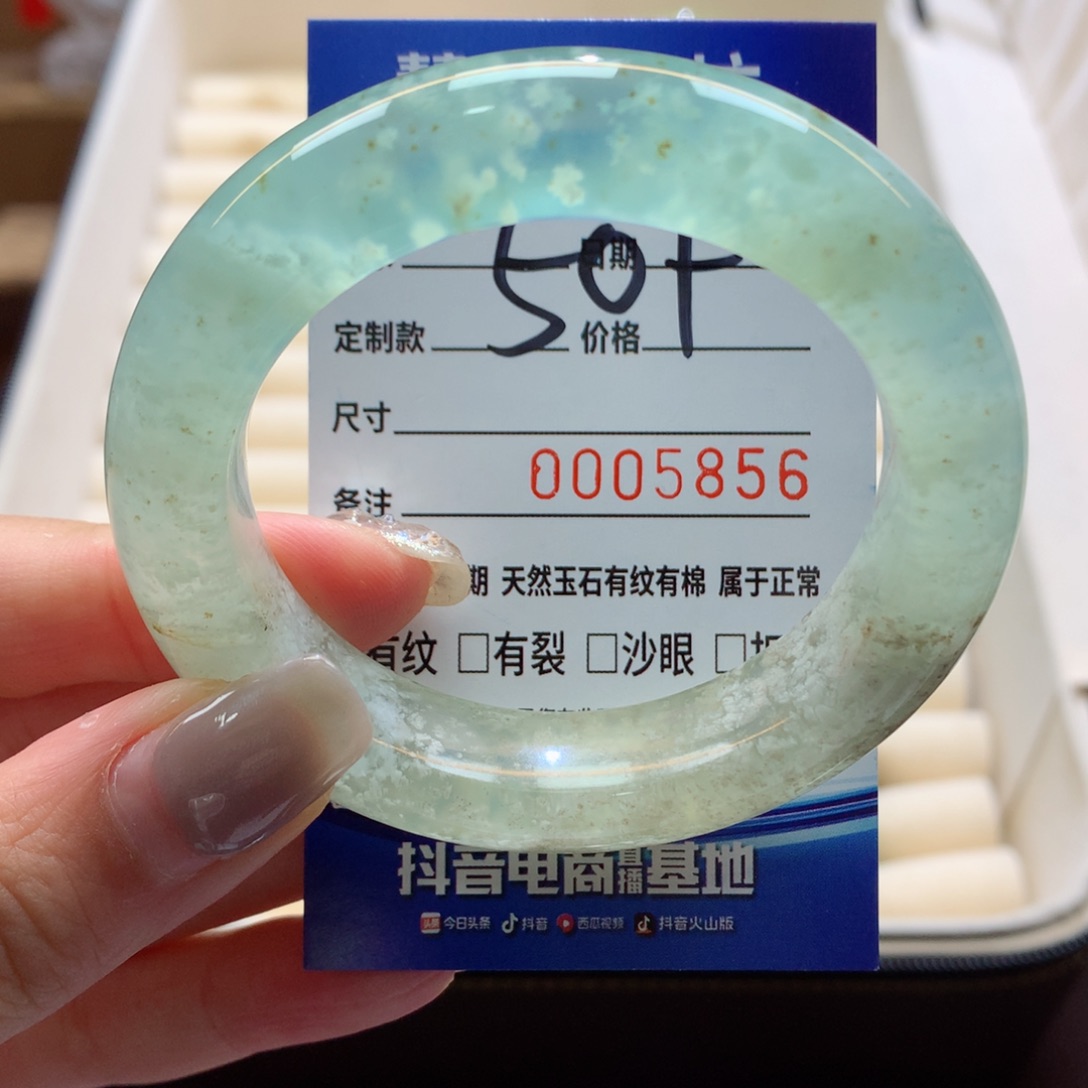 50+
日期
定制款 价格
尺寸
0005856
备注
期 天然玉石有纹有棉 属于正常
有纹 □有裂 □沙眼 □
抖音电商直播基地
今日头条 抖音 西瓜视频 抖音火山版